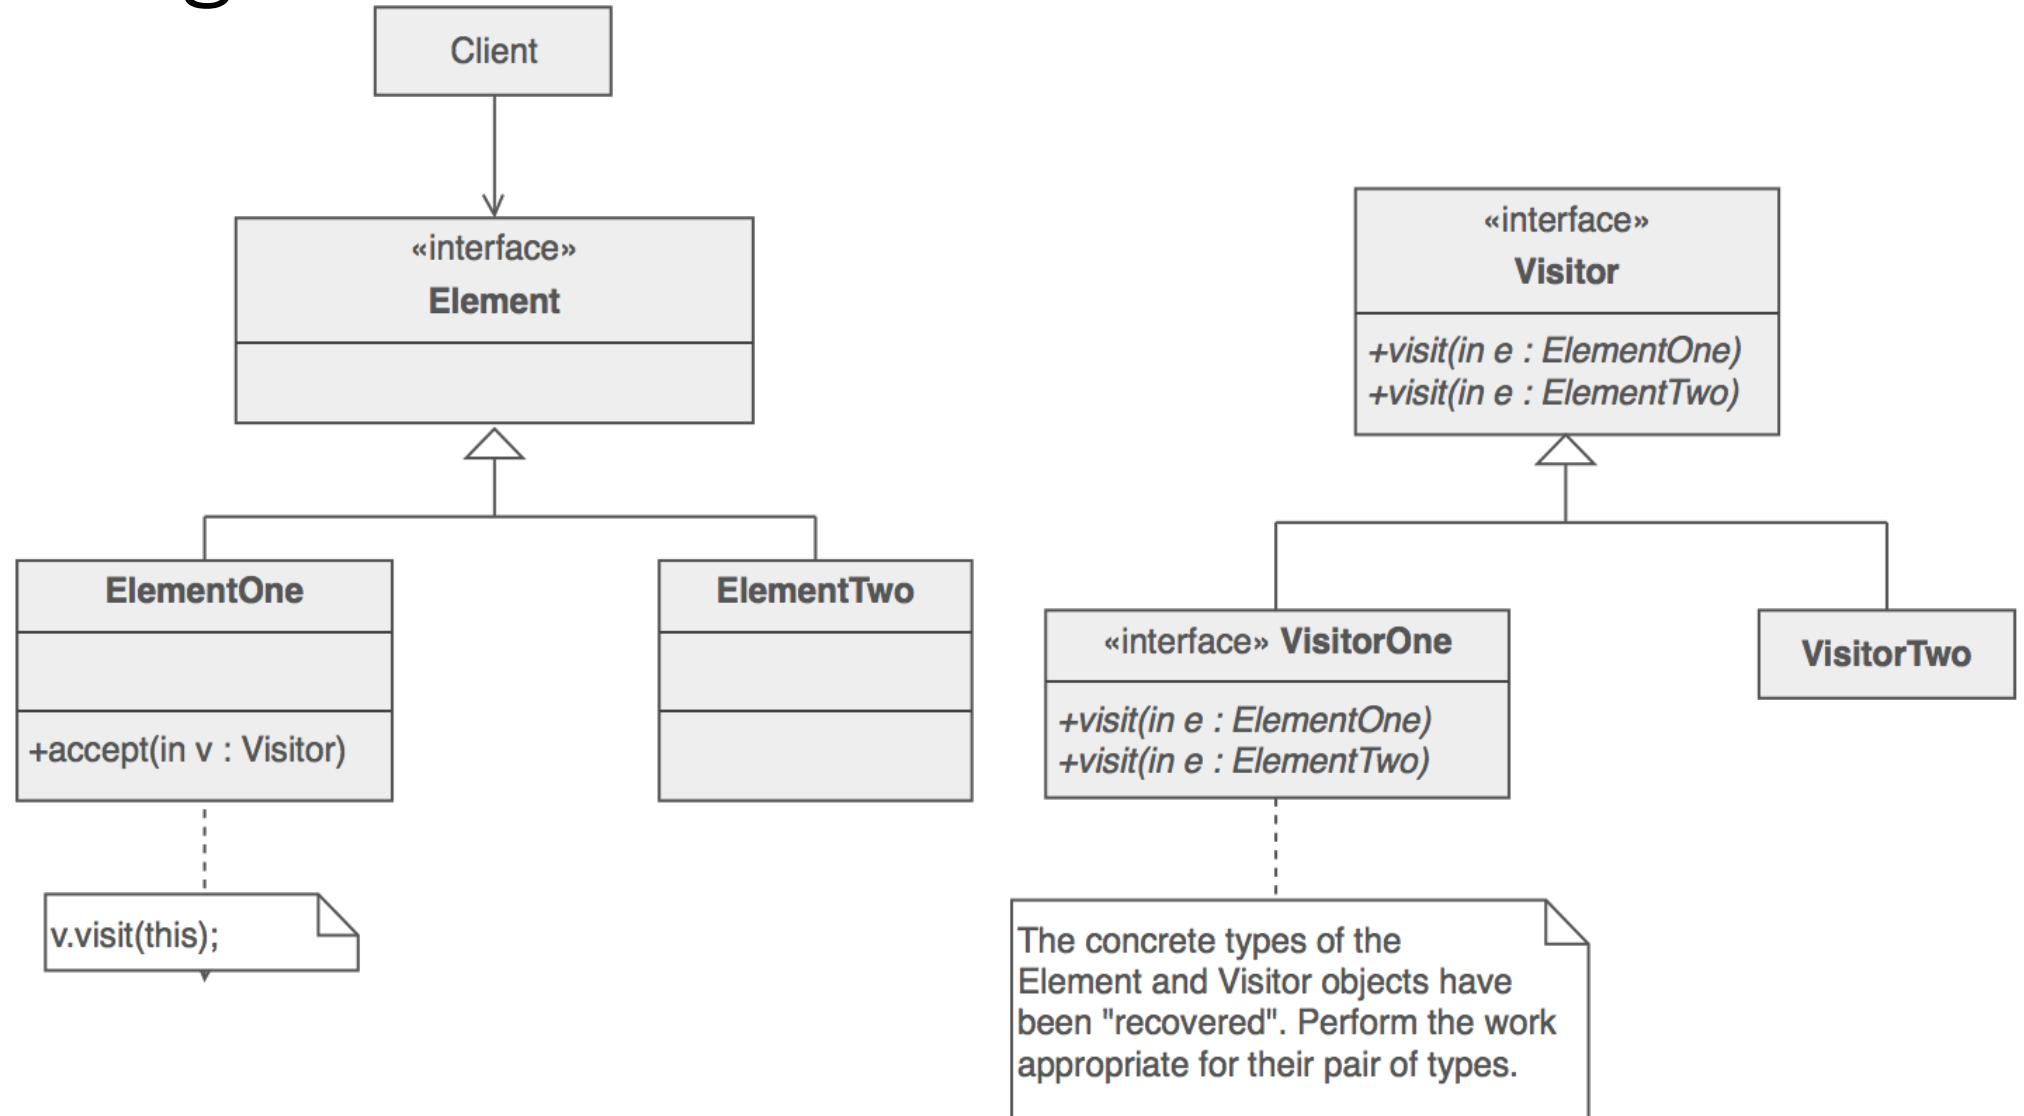 Client
«interface»
Element
«interface»
Visitor
+visit(in e : ElementOne)
+visit(in e : ElementTwo)
ElementOne
+accept(in v : Visitor)
ElementTwo
«interface» VisitorOne
+visit(in e : ElementOne)
+visit(in e : ElementTwo)
VisitorTwo
v.visit(this);
The concrete types of the
Element and Visitor objects have
been "recovered". Perform the work
appropriate for their pair of types.